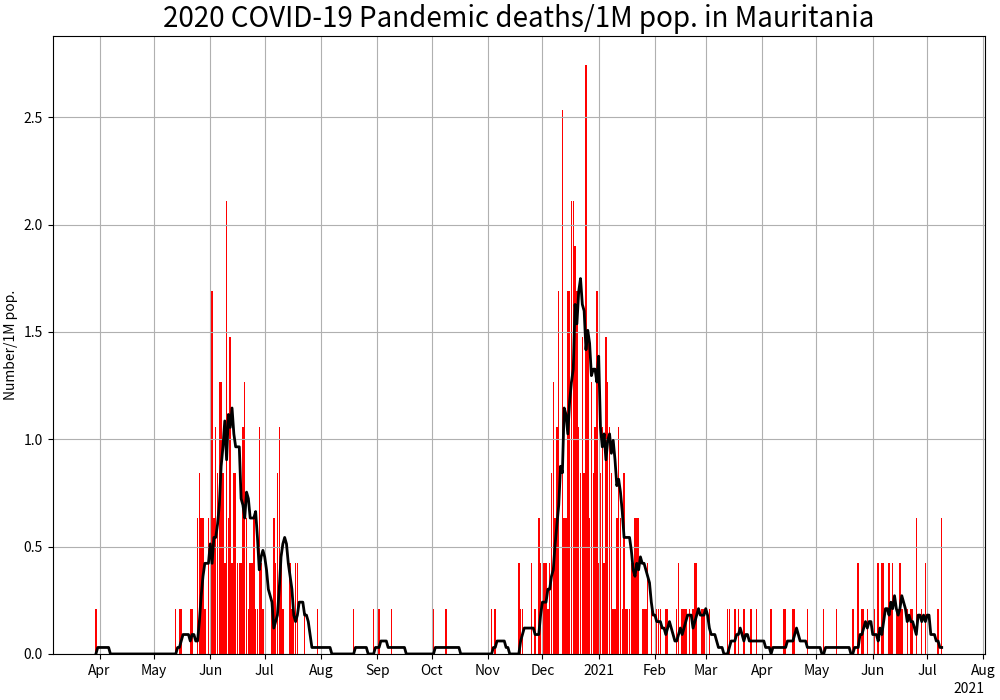 2020 COVID-19 Pandemic deaths/1M pop. in Mauritania
Number/1M pop.
2.5
2.0
1.5
1.0
0.5
0.0
Apr May Jun Jul Aug Sep Oct Nov Dec 2021 Feb Mar Apr May Jun Jul Aug
2021